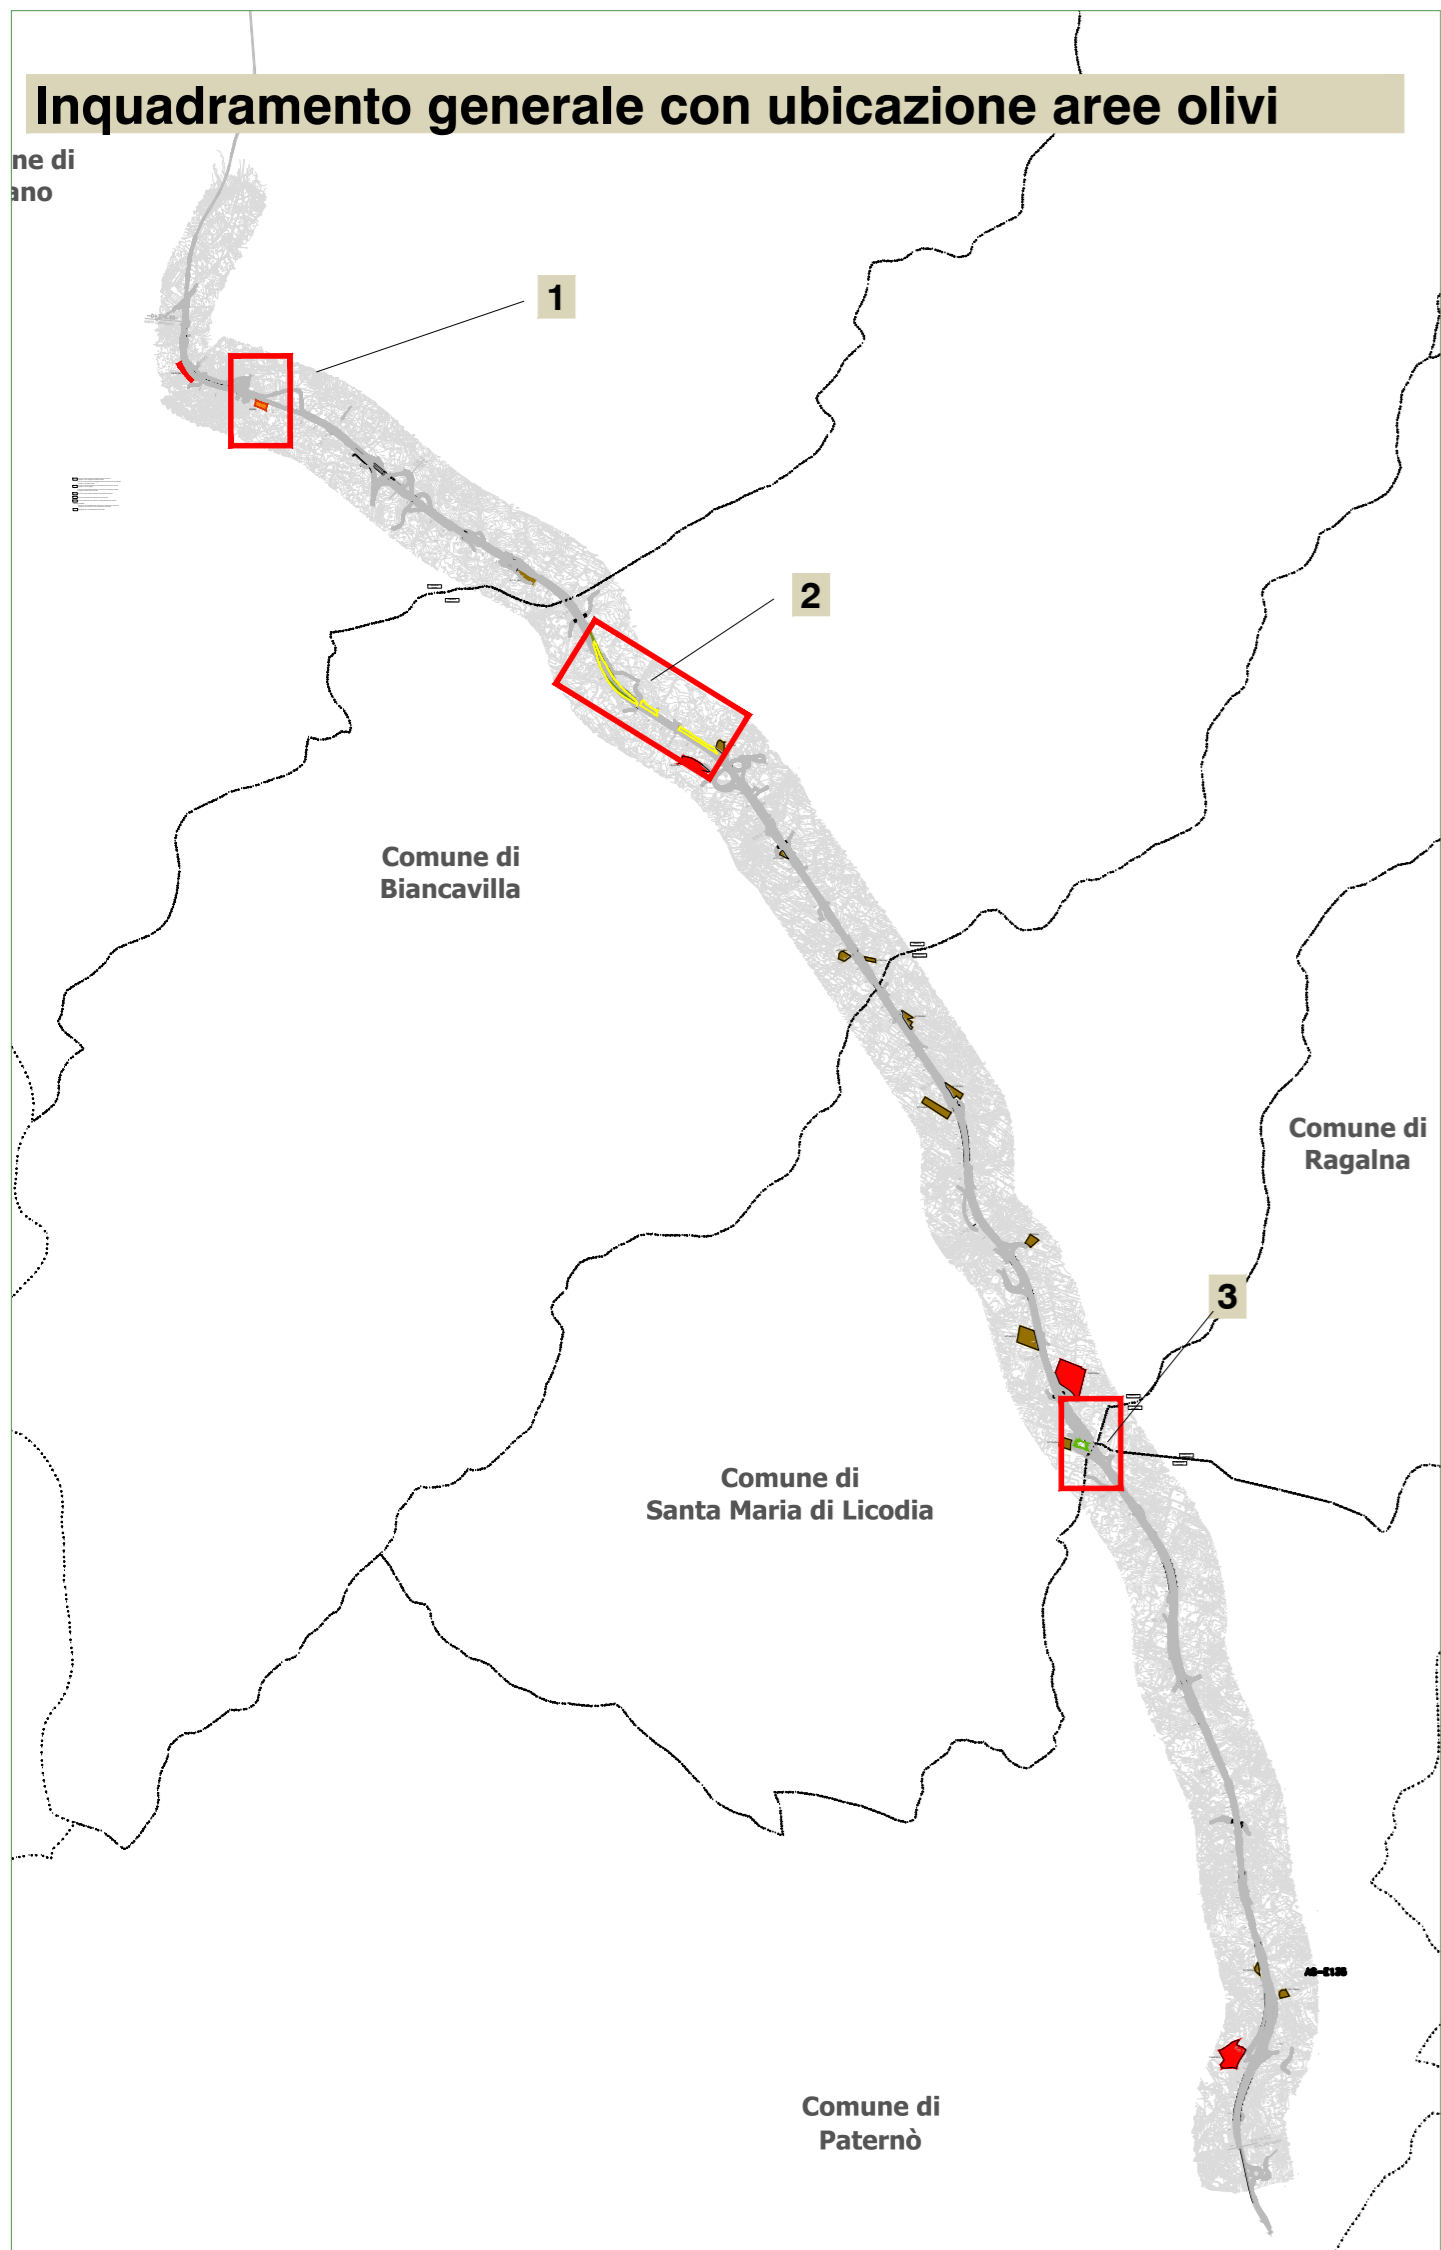 Inquadramento generale con ubicazione aree olivi
ne di
ano
1
2
Comune di
Biancavilla
Comune di
Ragalna
3
Comune di
Santa Maria di Licodia
Comune di
Paternò